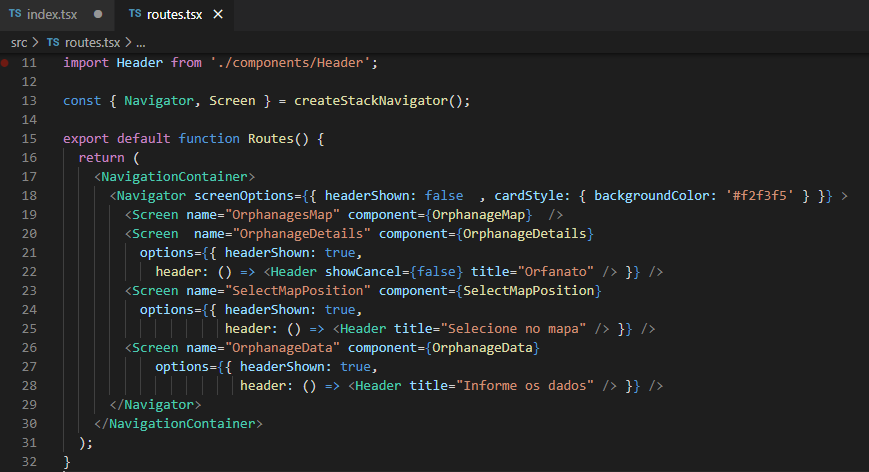 TS index.tsx ●
TS routes.tsx ×
src > TS routes.tsx > ...
11 import Header from './components/Header';
12
13 const { Navigator, Screen } = createStackNavigator();
14
15 export default function Routes() {
16   return (
17     <NavigationContainer>
18       <Navigator screenOptions={{ headerShown: false  , cardStyle: { backgroundColor: '#f2f3f5' } }} >
19         <Screen name="OrphanagesMap" component={OrphanageMap}  />
20         <Screen  name="OrphanageDetails" component={OrphanageDetails}
21           options={{ headerShown: true,
22             header: () => <Header showCancel={false} title="Orfanato" /> }} />
23         <Screen name="SelectMapPosition" component={SelectMapPosition}
24           options={{ headerShown: true,
25                      header: () => <Header title="Selecione no mapa" /> }} />
26         <Screen name="OrphanageData" component={OrphanageData}
27             options={{ headerShown: true,
28                        header: () => <Header title="Informe os dados" /> }} />
29       </Navigator>
30     </NavigationContainer>
31   );
32 }